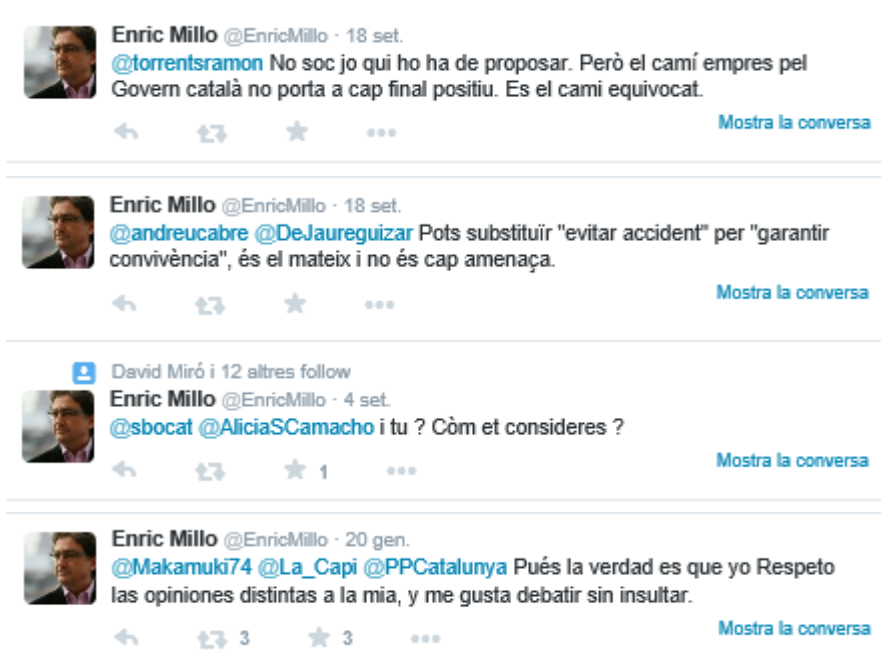 Enric Millo @EnricMillo · 18 set.
@torrentsramon No soc jo qui ho ha de proposar. Però el camí empres pel
Govern català no porta a cap final positiu. Es el cami equivocat.
Mostra la conversa
Enric Millo @EnricMillo · 18 set.
@andreucabre @DeJaureguizar Pots substituïr "evitar accident" per "garantir
convivència", és el mateix i no és cap amenaça.
Mostra la conversa
David Miró i 12 altres follow
Enric Millo @EnricMillo · 4 set.
@sbocat @AliciaSCamacho i tu ? Còm et consideres ?
1
Mostra la conversa
Enric Millo @EnricMillo · 20 gen.
@Makamuki74 @La_Capi @PPCatalunya Pués la verdad es que yo Respeto
las opiniones distintas a la mia, y me gusta debatir sin insultar.
3 3
Mostra la conversa